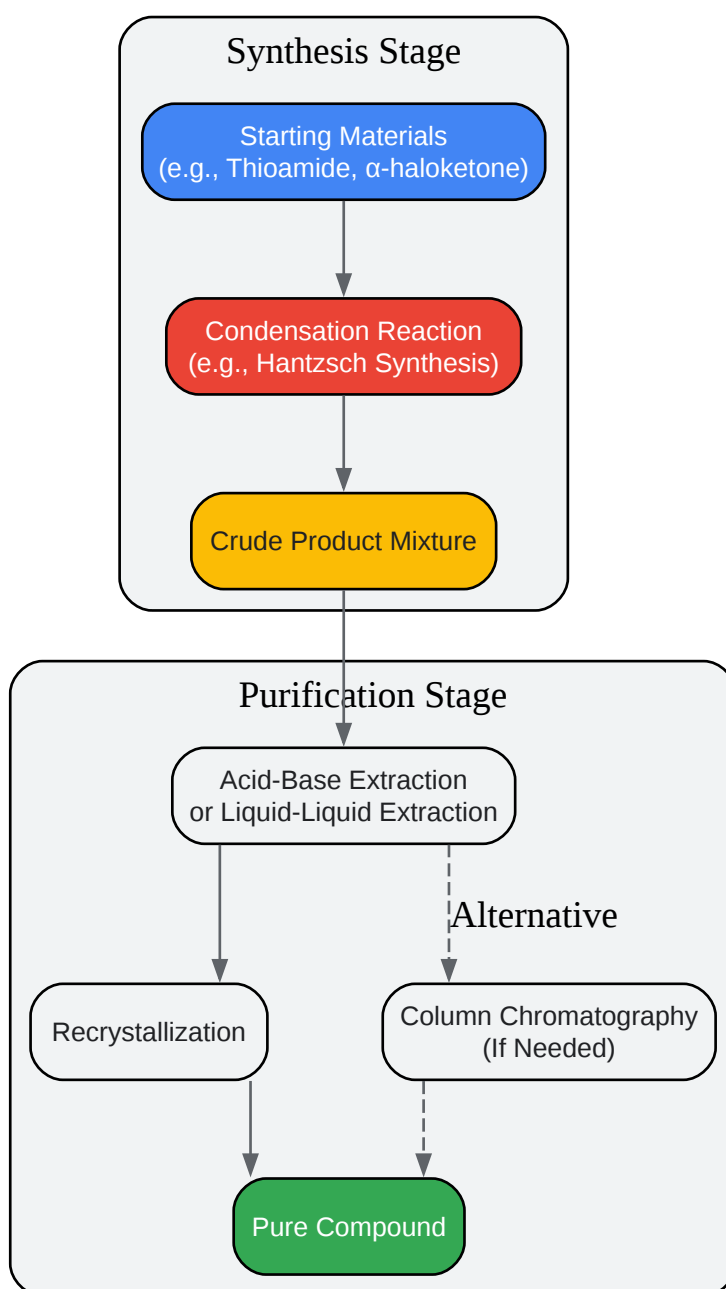 Synthesis Stage
Starting Materials
(e.g., Thioamide, α-haloketone)
Condensation Reaction
(e.g., Hantzsch Synthesis)
Crude Product Mixture
Purification Stage
Acid-Base Extraction
or Liquid-Liquid Extraction
Alternative
Recrystallization
Column Chromatography
(If Needed)
Pure Compound